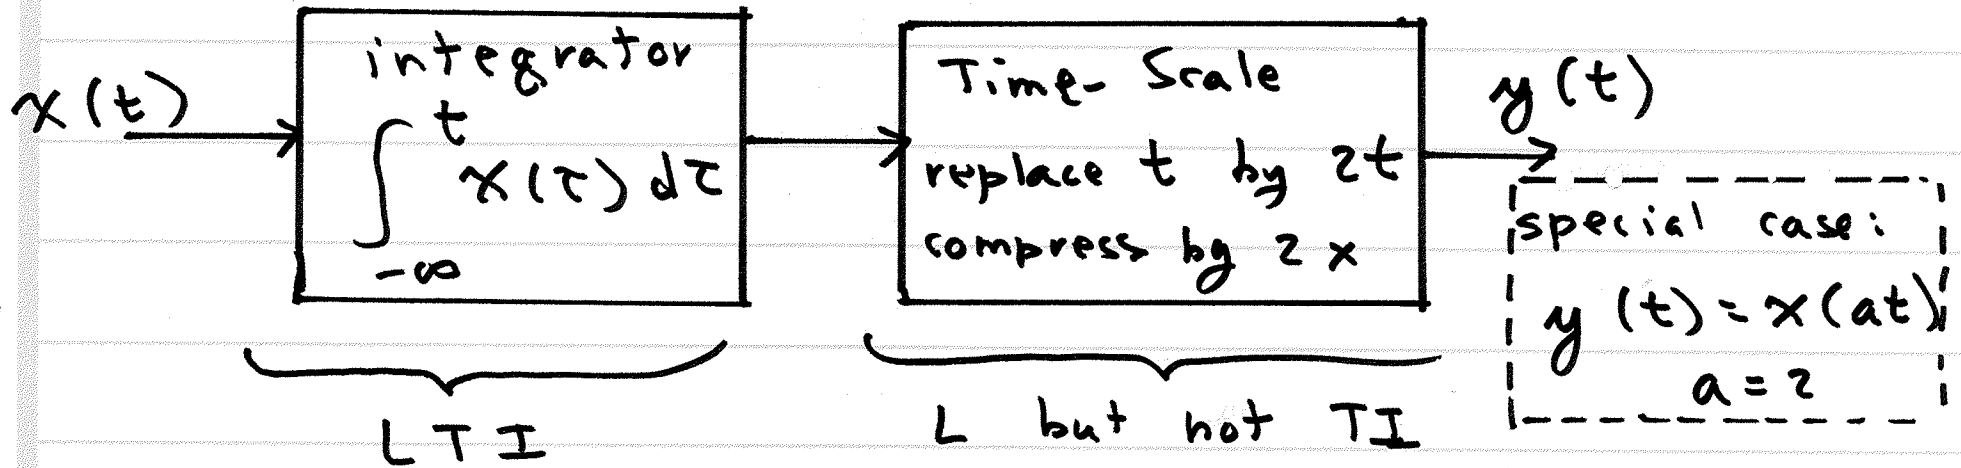 x(t)
integrator
∫_{-∞}^{t} x(τ) dτ
Time-Scale
replace t by 2t
compress by 2x
y(t)
special case:
y(t) = x(at)
a = 2
LTI
L but not TI